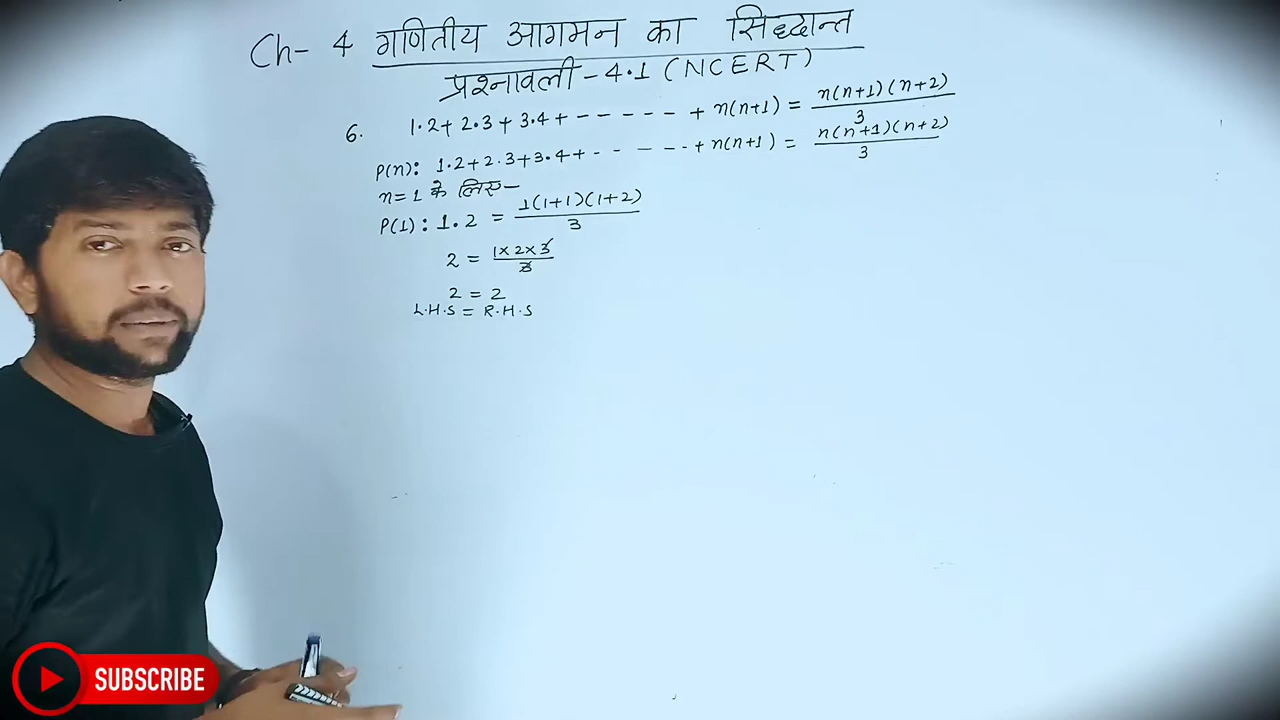 Ch- 4 गणितीय आगमन का सिद्धान्त
प्रश्नावली - 4.1 (NCERT)
6. 1.2 + 2.3 + 3.4 + ------ + n(n+1) = n(n+1)(n+2)/3
P(n): 1.2 + 2.3 + 3.4 + ------ + n(n+1) = n(n+1)(n+2)/3
n=1 के लिए-
P(1): 1.2 = 1(1+1)(1+2)/3
2 = 1×2×3/3
2 = 2
L.H.S = R.H.S
SUBSCRIBE